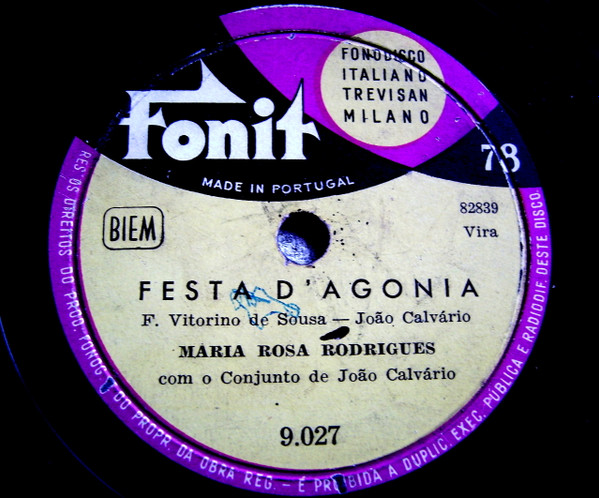 FONODISCO
ITALIANO
TREVISAN
MILANO
Fonit
78
MADE IN PORTUGAL
BIEM
82839
Vira
FESTA D'AGONIA
F. Vitorino de Sousa — João Calvário
MARIA ROSA RODRIGUES
com o Conjunto de João Calvário
9.027
RES. OS DIREITOS DO PROD. FONOG. DO PROPR. DA OBRA REG. - É PROIBIDA A DUPLIC. EXEC. PÚBLICA E RADIODIF. DESTE DISCO.